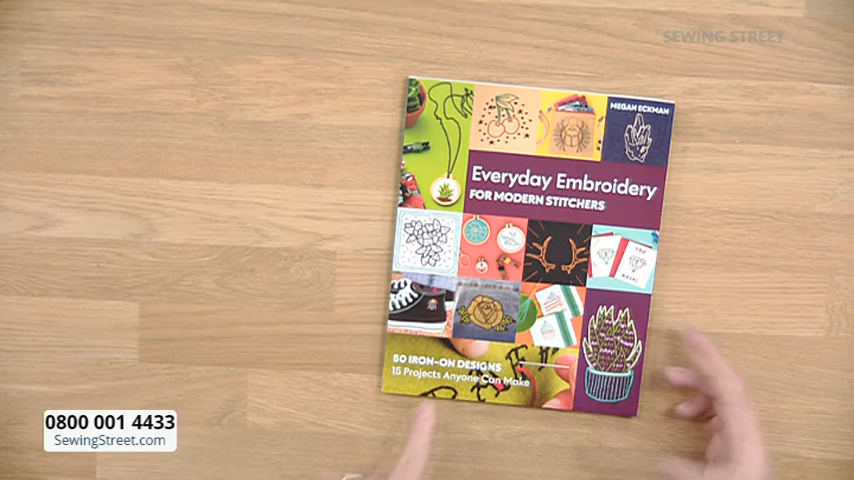 SEWING STREET
MEGAN ECKMAN
Everyday Embroidery
FOR MODERN STITCHERS
50 IRON-ON DESIGNS
15 Projects Anyone Can Make
0800 001 4433
SewingStreet.com